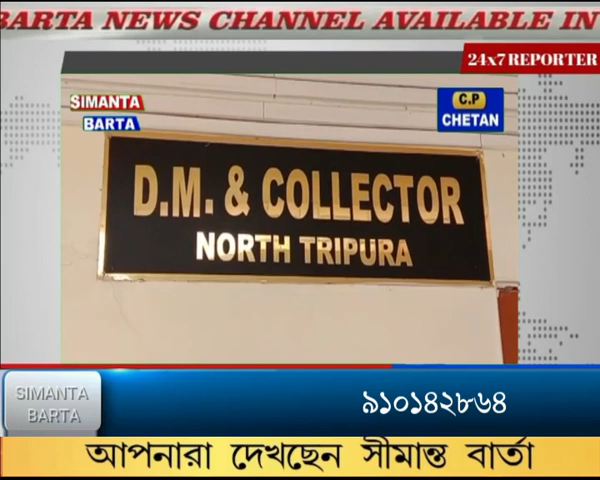 BARTA NEWS CHANNEL AVAILABLE IN
24x7 REPORTER
SIMANTA
BARTA
C.P
CHETAN
D.M. & COLLECTOR
NORTH TRIPURA
SIMANTA
BARTA
৯১০১৪২৮৬৪
আপনারা দেখছেন সীমান্ত বার্তা